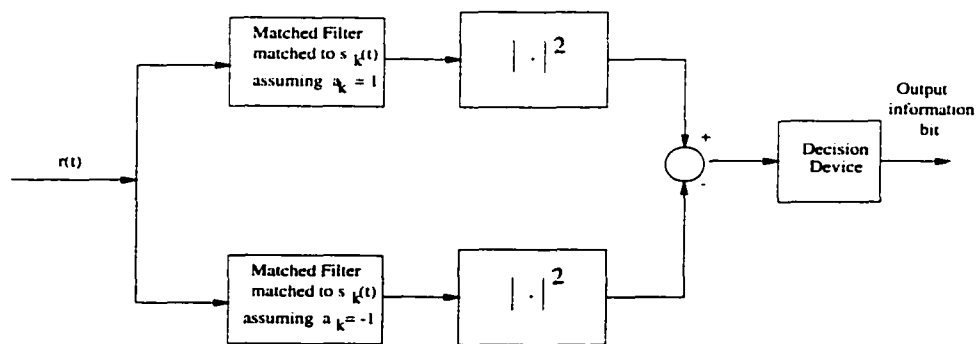 Matched Filter
matched to s k(t)
assuming a k = 1
| · | 2
Output
information
bit
r(t)
+
-
Decision
Device
Matched Filter
matched to s k(t)
assuming a k = -1
| · | 2